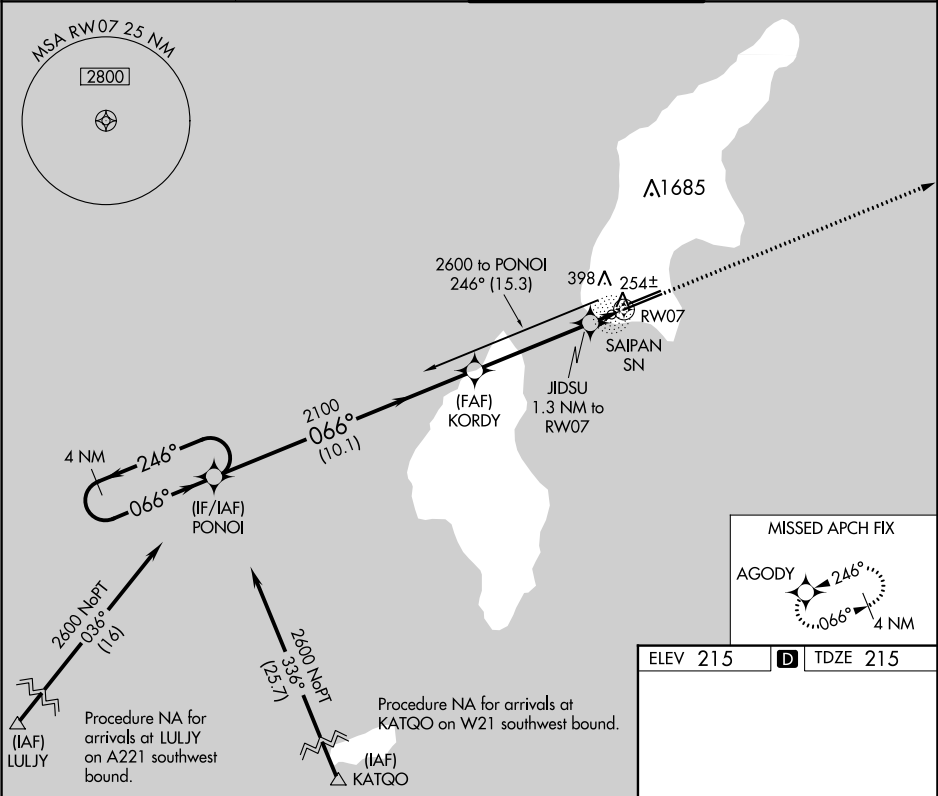 MSA RW07 25 NM
2800
1685
2600 to PONOI
246° (15.3)
398
254±
RW07
SAIPAN
SN
JIDSU
1.3 NM to
RW07
(FAF)
KORDY
2100
066°
(10.1)
4 NM
246°
066°
(IF/IAF)
PONOI
2600 NoPT
036°
(16)
2600 NoPT
336°
(25.7)
(IAF)
LULJY
Procedure NA for
arrivals at LULJY
on A221 southwest
bound.
Procedure NA for arrivals at
KATQO on W21 southwest bound.
(IAF)
KATQO
MISSED APCH FIX
AGODY
246°
066°
4 NM
ELEV 215
D
TDZE 215